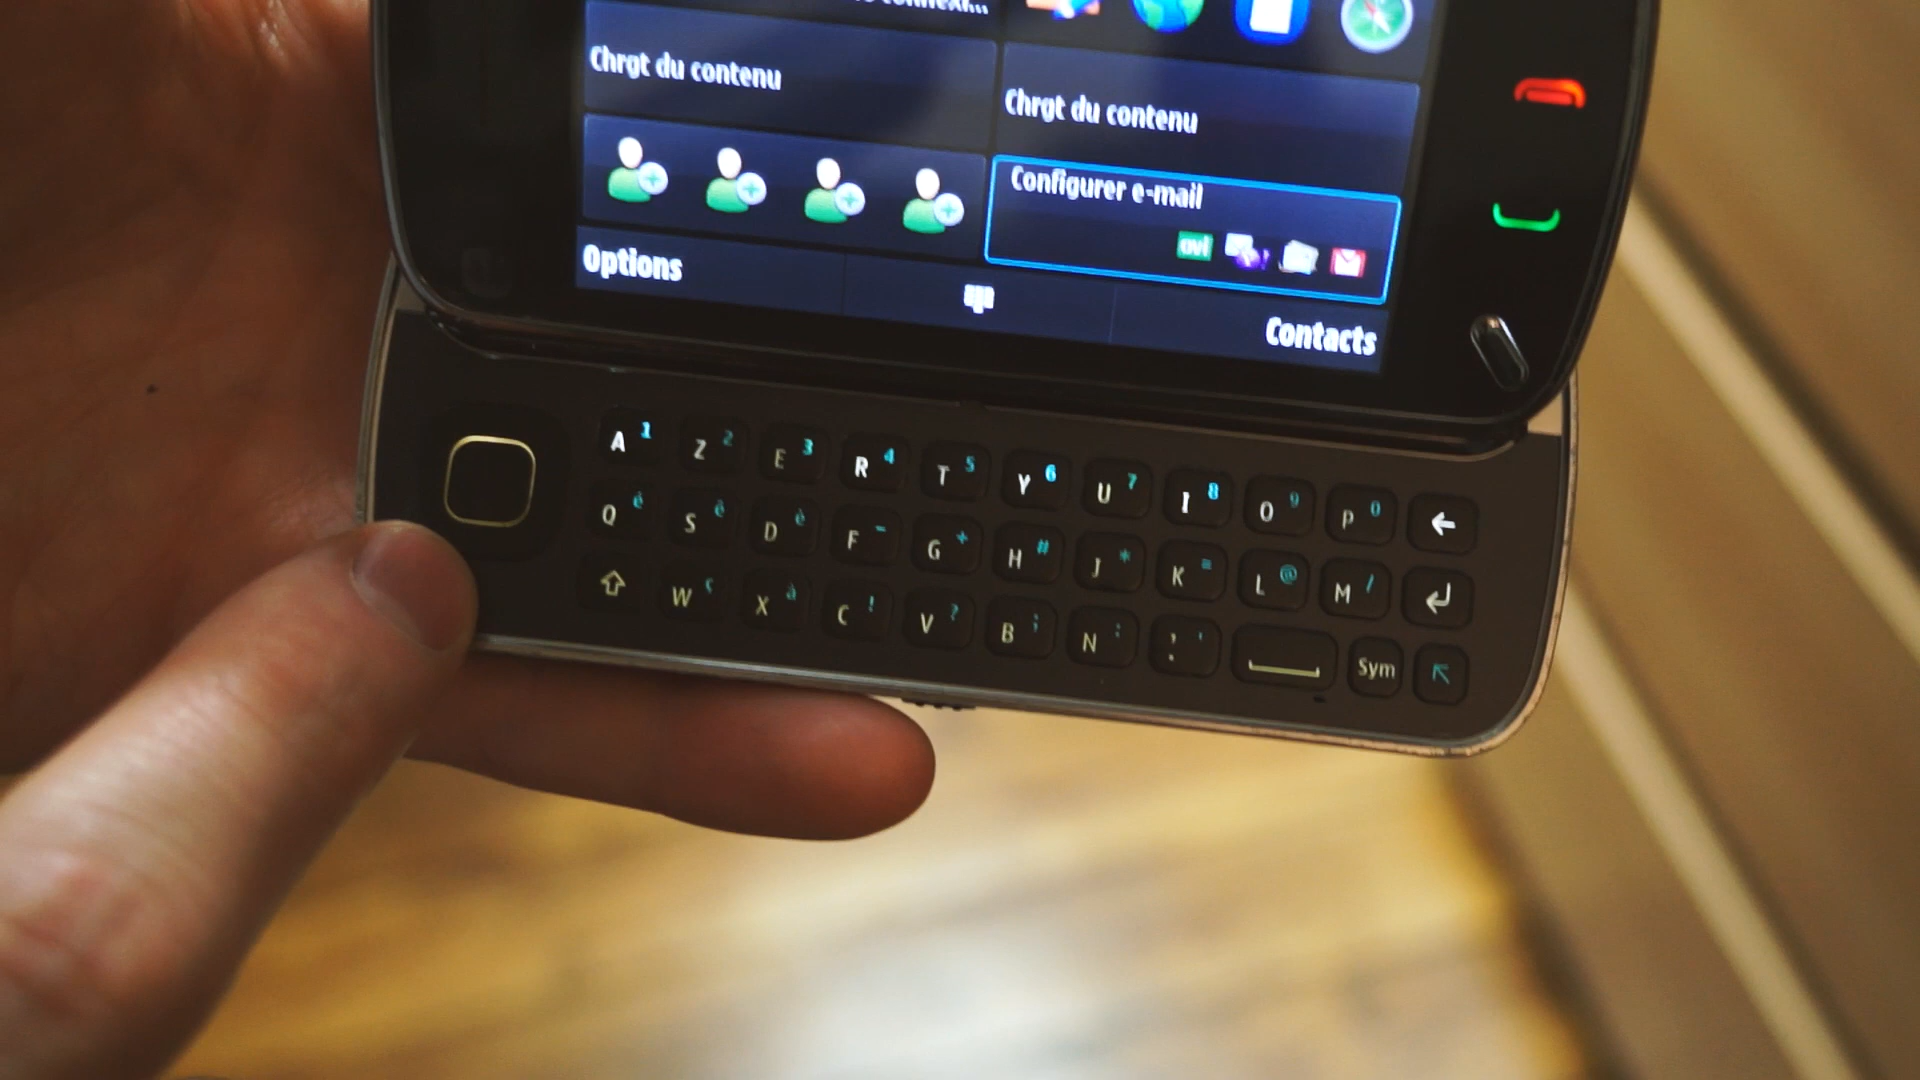 Chrgt du contenu
Chrgt du contenu
Configurer e-mail
ovi
Options
Contacts
A 1 Z 2 E 3 R 4 T 5 Y 6 U 7 I 8 O 9 P 0 ←
Q é S ê D è F - G + H # J * K = L @ M /
W ç X à C ! V ? B ; N : , . ' Sym